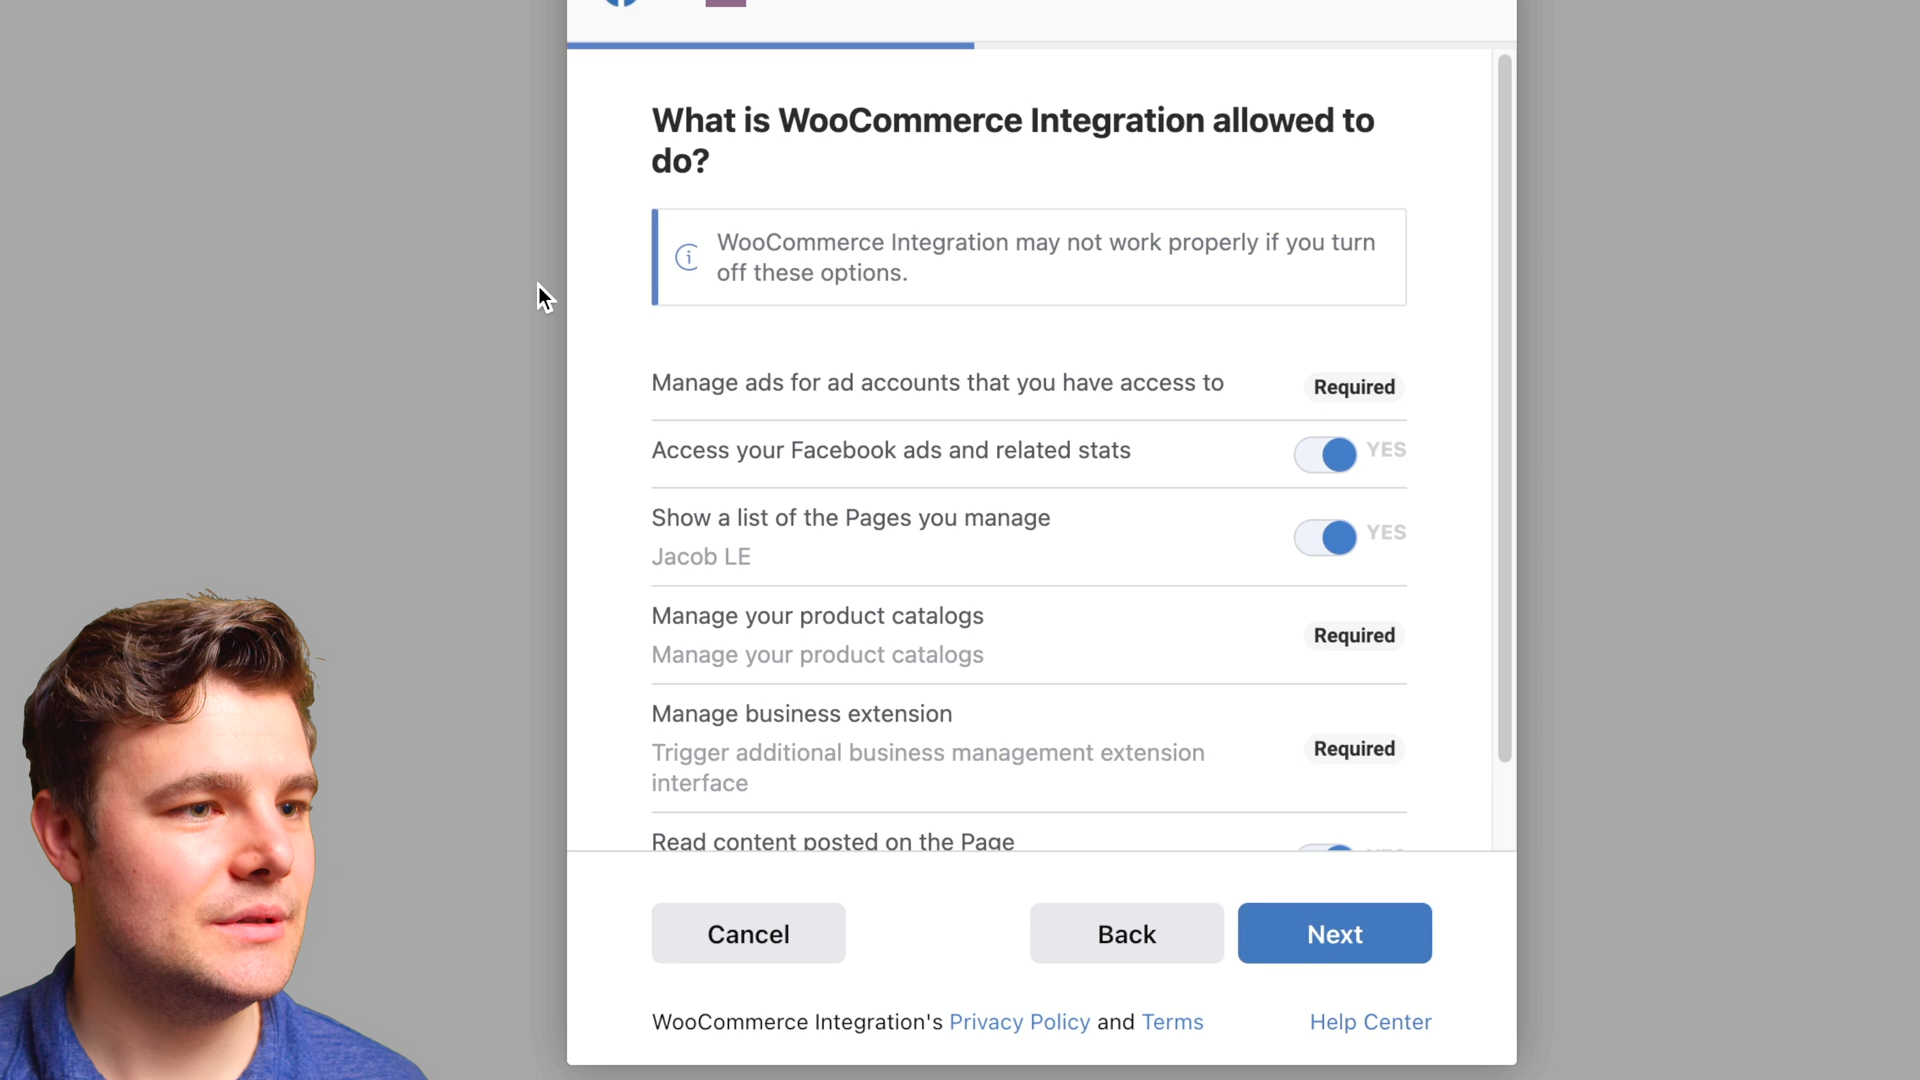 What is WooCommerce Integration allowed to
do?
WooCommerce Integration may not work properly if you turn
off these options.
Manage ads for ad accounts that you have access to
Required
Access your Facebook ads and related stats
YES
Show a list of the Pages you manage
YES
Jacob LE
Manage your product catalogs
Manage your product catalogs
Required
Manage business extension
Trigger additional business management extension
interface
Required
Read content posted on the Page
Cancel
Back
Next
WooCommerce Integration's Privacy Policy and Terms
Help Center